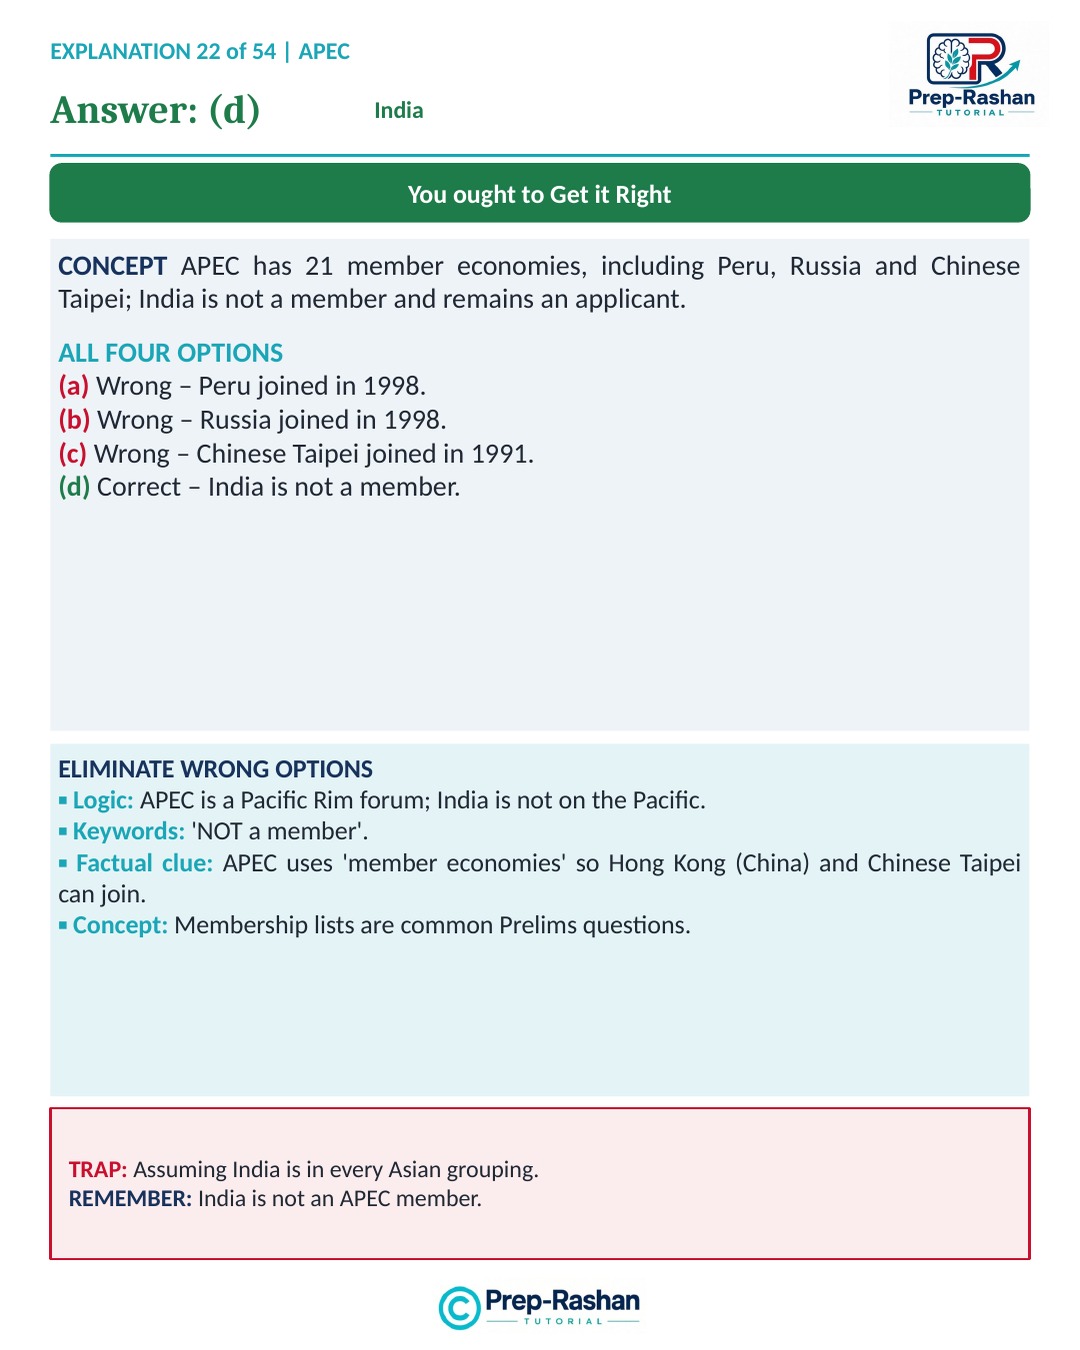 EXPLANATION 22 of 54 | APEC
Prep-Rashan
TUTORIAL
Answer: (d) India
You ought to Get it Right
CONCEPT APEC has 21 member economies, including Peru, Russia and Chinese
Taipei; India is not a member and remains an applicant.
ALL FOUR OPTIONS
(a) Wrong – Peru joined in 1998.
(b) Wrong – Russia joined in 1998.
(c) Wrong – Chinese Taipei joined in 1991.
(d) Correct – India is not a member.
ELIMINATE WRONG OPTIONS
▪ Logic: APEC is a Pacific Rim forum; India is not on the Pacific.
▪ Keywords: 'NOT a member'.
▪ Factual clue: APEC uses 'member economies' so Hong Kong (China) and Chinese Taipei
can join.
▪ Concept: Membership lists are common Prelims questions.
TRAP: Assuming India is in every Asian grouping.
REMEMBER: India is not an APEC member.
© Prep-Rashan
TUTORIAL